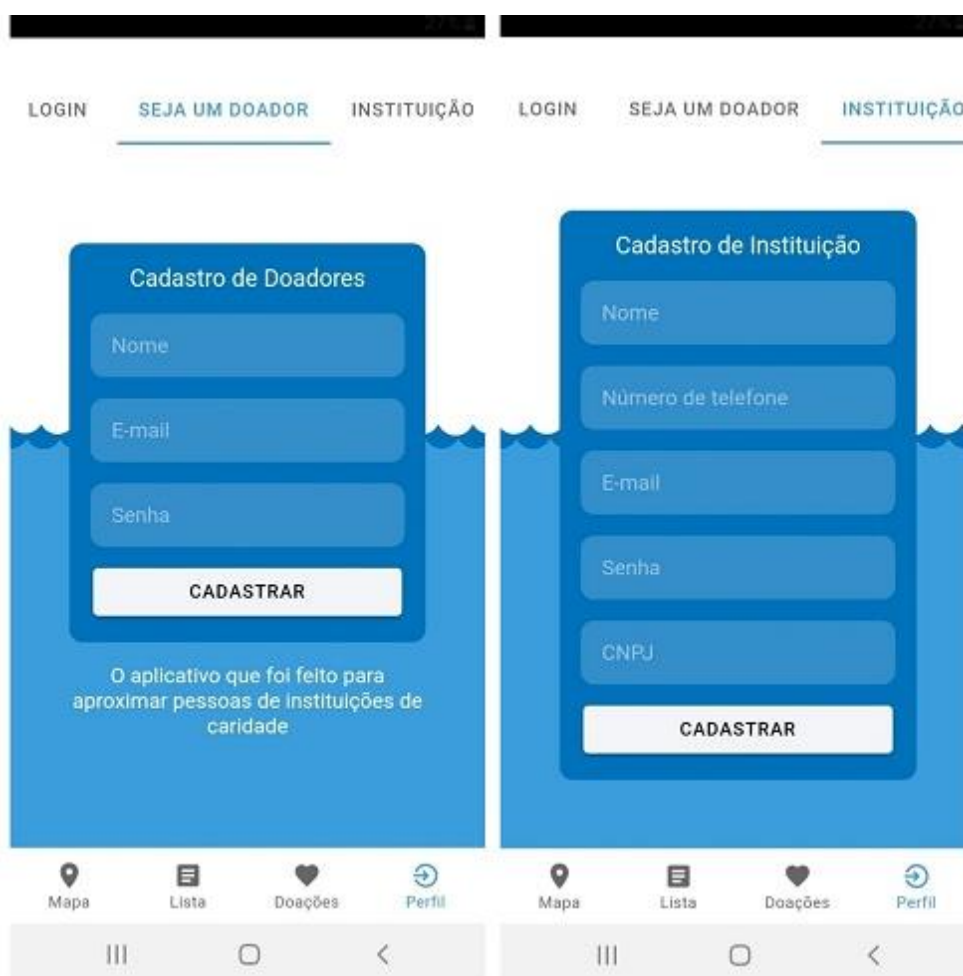 LOGIN SEJA UM DOADOR INSTITUIÇÃO
Cadastro de Doadores
Nome
E-mail
Senha
CADASTRAR
O aplicativo que foi feito para
aproximar pessoas de instituições de
caridade
Mapa Lista Doações Perfil
LOGIN SEJA UM DOADOR INSTITUIÇÃO
Cadastro de Instituição
Nome
Número de telefone
E-mail
Senha
CNPJ
CADASTRAR
Mapa Lista Doações Perfil